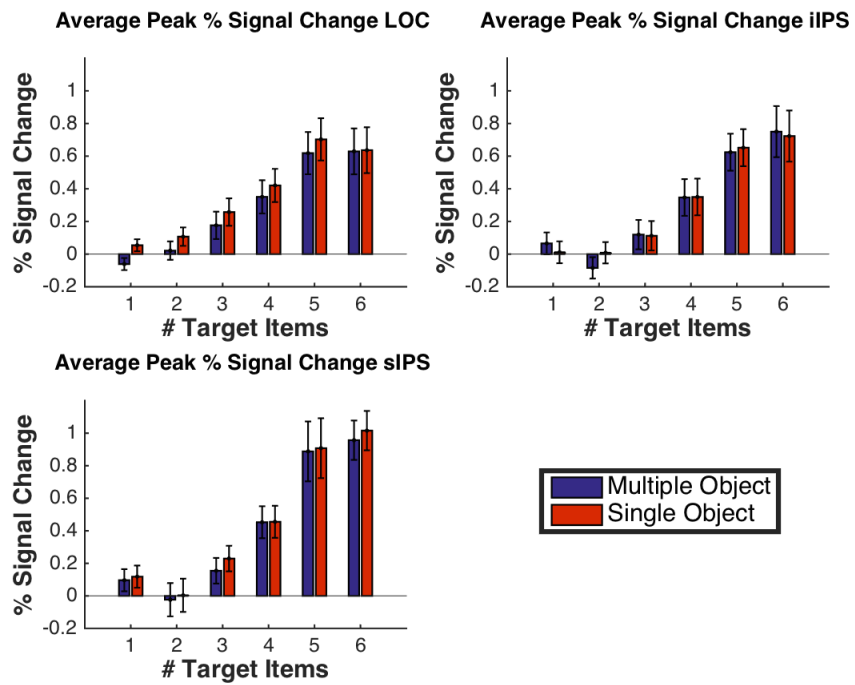 Average Peak % Signal Change LOC
% Signal Change
1
0.8
0.6
0.4
0.2
0
-0.2
1 2 3 4 5 6
# Target Items
Average Peak % Signal Change iIPS
% Signal Change
1
0.8
0.6
0.4
0.2
0
-0.2
1 2 3 4 5 6
# Target Items
Average Peak % Signal Change sIPS
% Signal Change
1
0.8
0.6
0.4
0.2
0
-0.2
1 2 3 4 5 6
# Target Items
Multiple Object
Single Object